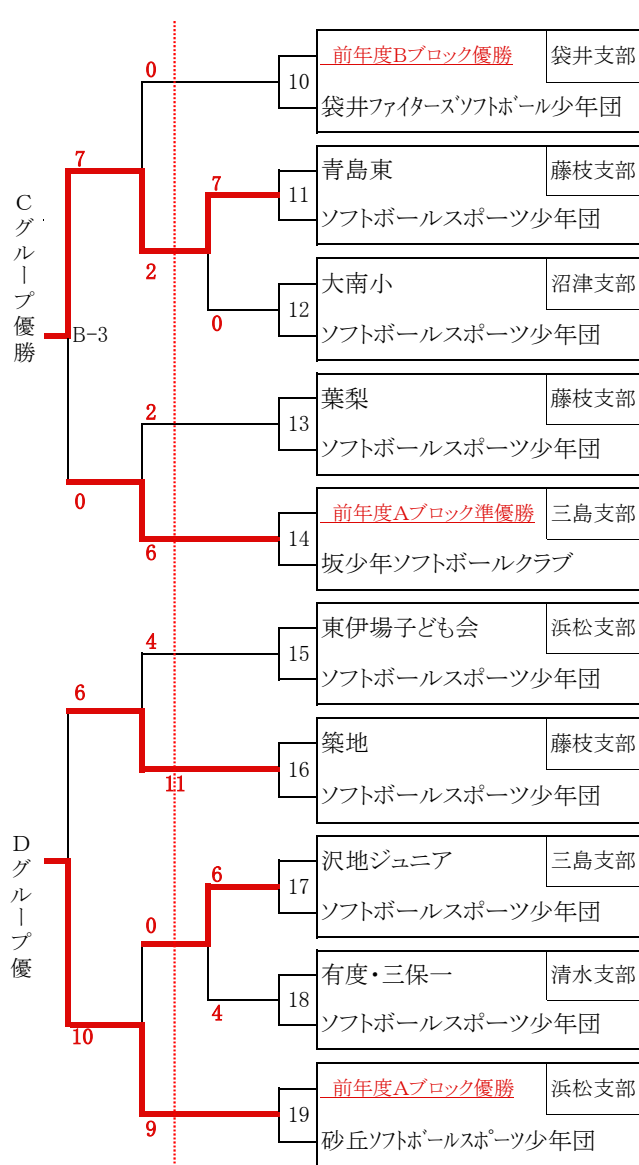 Cグループ優勝
Dグループ優
0
7
7
2
0
B-3
2
0
6
4
6
11
6
0
4
10
9
10
前年度Bブロック優勝
袋井支部
袋井ファイターズソフトボール少年団
11
青島東
藤枝支部
ソフトボールスポーツ少年団
12
大南小
沼津支部
ソフトボールスポーツ少年団
13
葉梨
藤枝支部
ソフトボールスポーツ少年団
14
前年度Aブロック準優勝
三島支部
坂少年ソフトボールクラブ
15
東伊場子ども会
浜松支部
ソフトボールスポーツ少年団
16
築地
藤枝支部
ソフトボールスポーツ少年団
17
沢地ジュニア
三島支部
ソフトボールスポーツ少年団
18
有度・三保一
清水支部
ソフトボールスポーツ少年団
19
前年度Aブロック優勝
浜松支部
砂丘ソフトボールスポーツ少年団